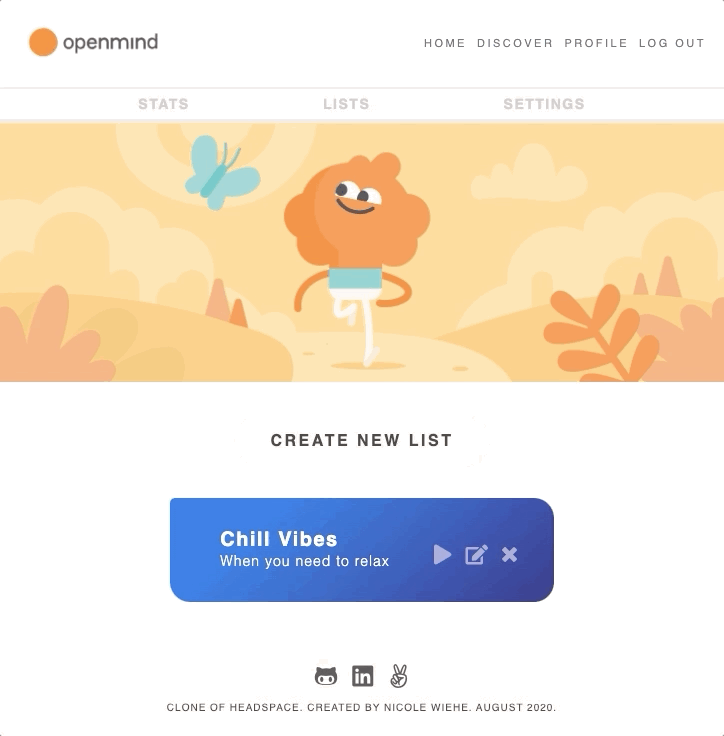 openmind
HOME DISCOVER PROFILE LOG OUT
STATS LISTS SETTINGS
CREATE NEW LIST
Chill Vibes
When you need to relax
in
CLONE OF HEADSPACE. CREATED BY NICOLE WIEHE. AUGUST 2020.